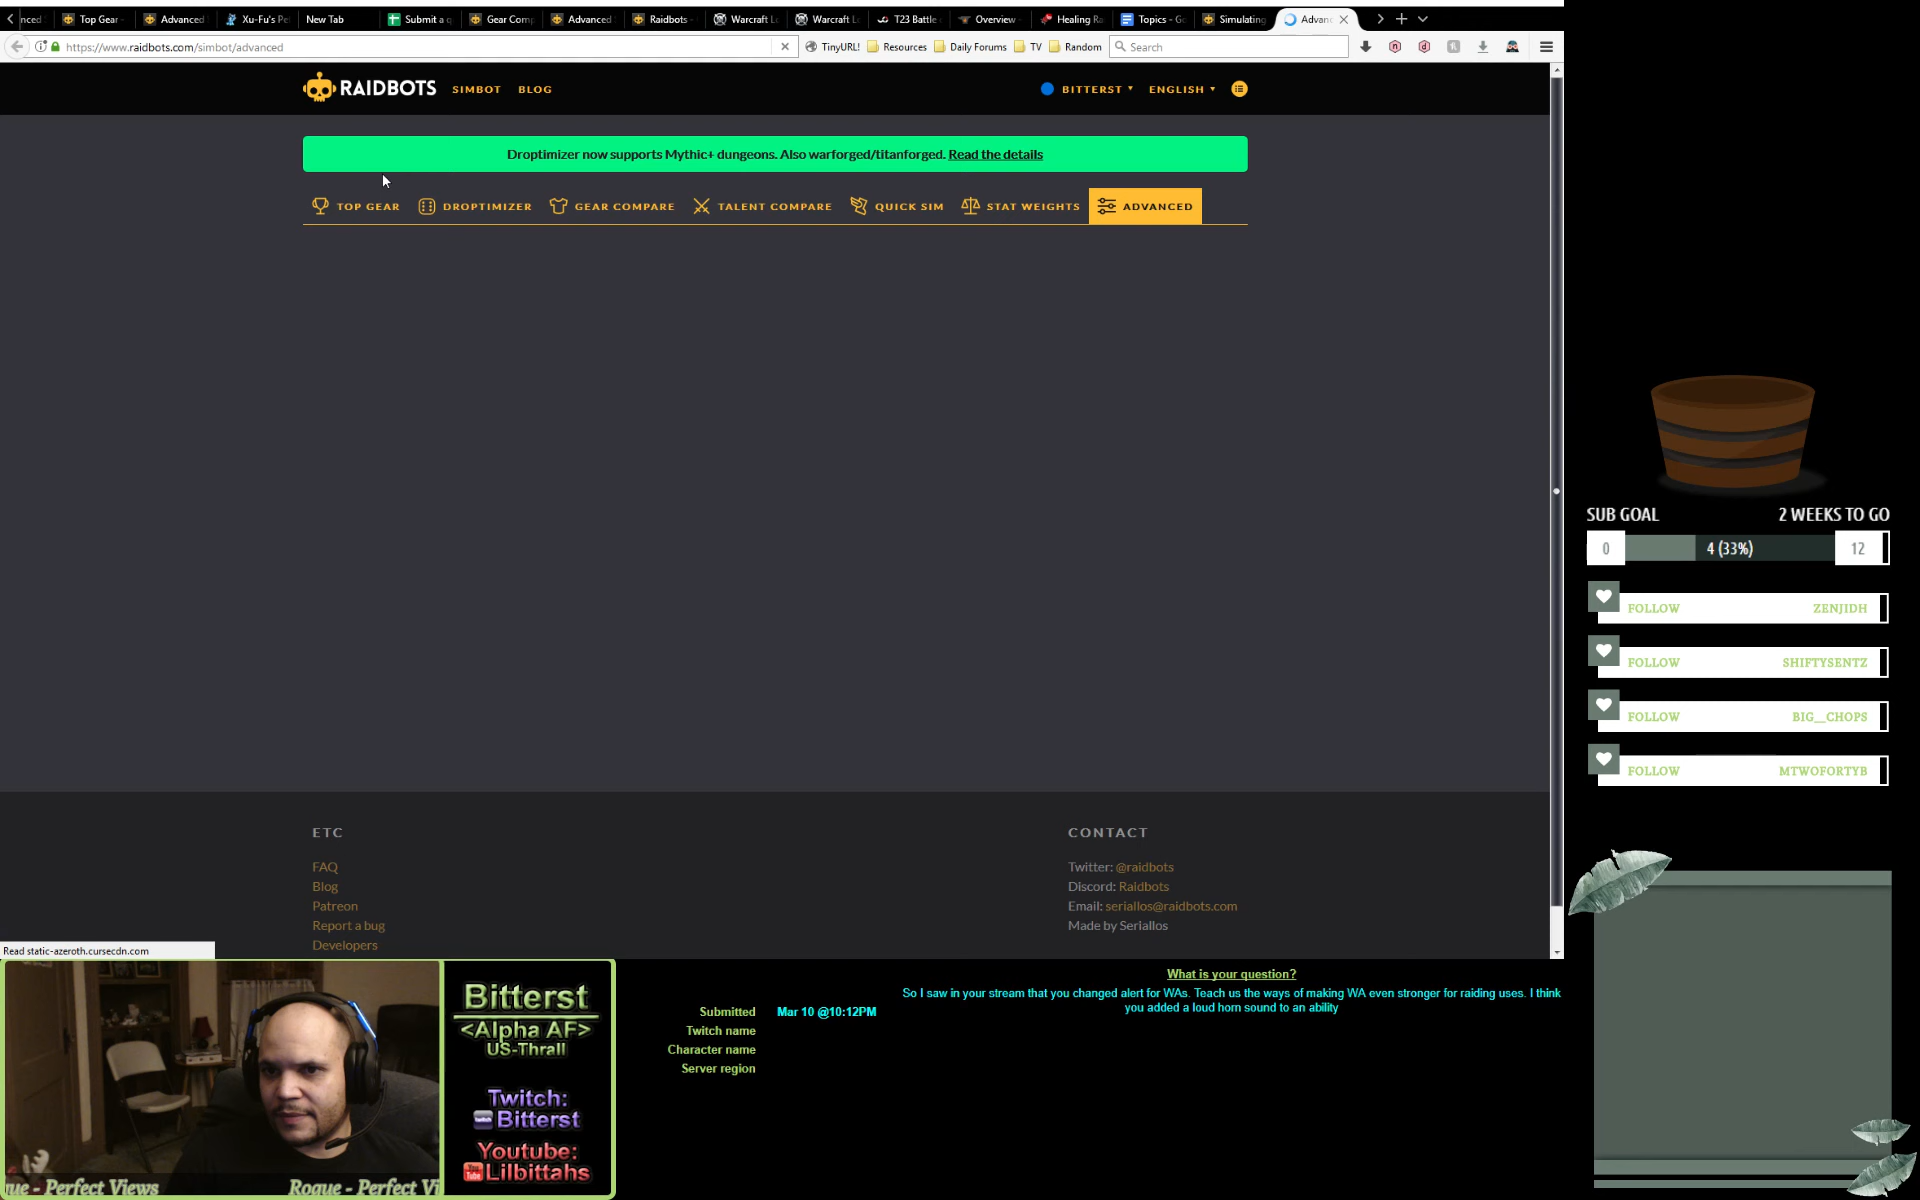 nced
Top Gear
Advanced
Xu-Fu's Pe
New Tab
Submit a q
Gear Comp
Advanced
Raidbots -
Warcraft Lo
Warcraft Lo
T23 Battle
Overview
Healing Ra
Topics - Go
Simulating
Advan
https://www.raidbots.com/simbot/advanced
TinyURL!
Resources
Daily Forums
TV
Random
Search
RAIDBOTS
SIMBOT
BLOG
BITTERST
ENGLISH
Droptimizer now supports Mythic+ dungeons. Also warforged/titanforged. Read the details
TOP GEAR
DROPTIMIZER
GEAR COMPARE
TALENT COMPARE
QUICK SIM
STAT WEIGHTS
ADVANCED
SUB GOAL 2 WEEKS TO GO
0 4 (33%) 12
FOLLOW ZENJIDH
FOLLOW SHIFTYSENTZ
FOLLOW BIG__CHOPS
FOLLOW MTWOFORTYB
ETC
FAQ
Blog
Patreon
Report a bug
Developers
CONTACT
Twitter: @raidbots
Discord: Raidbots
Email: seriallos@raidbots.com
Made by Seriallos
Read static-azeroth.cursecdn.com
Bitterst
<Alpha AF>
US-Thrall
Twitch:
Bitterst
Youtube:
Lilbittahs
gue - Perfect Views
Rogue - Perfect Vi
Submitted Mar 10 @10:12PM
Twitch name
Character name
Server region
What is your question?
So I saw in your stream that you changed alert for WAs. Teach us the ways of making WA even stronger for raiding uses. I think
you added a loud horn sound to an ability